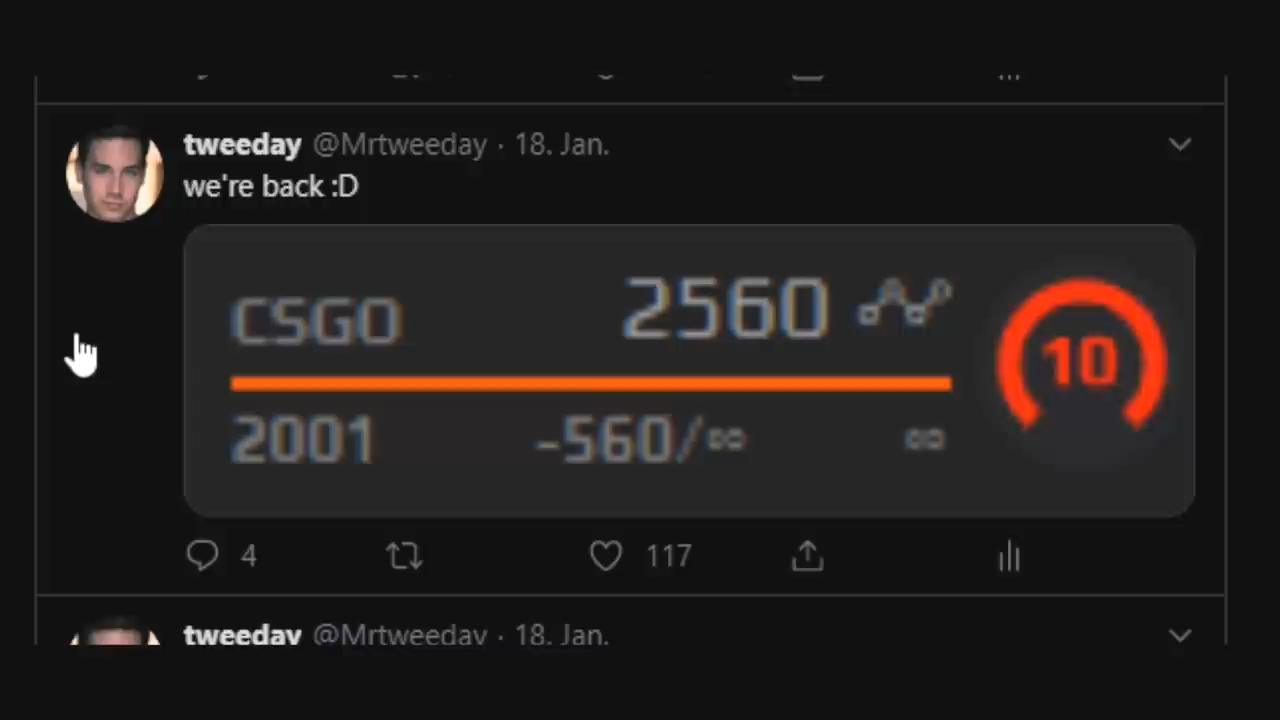 tweeday @Mrtweeday · 18. Jan.
we're back :D
CSGO 2560
10
2001 -560/∞ ∞
4 117
tweeday @Mrtweeday · 18. Jan.